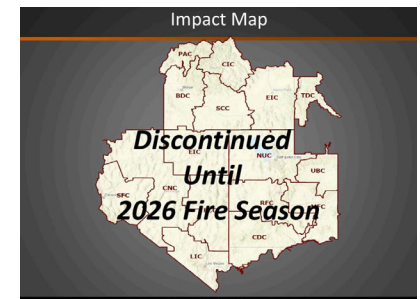 Impact Map
PAC
CIC
BDC
EIC
TDC
SCC
Discontinued
EIC
NUC
Until
UBC
SFC
CNC
RFC
2026 Fire Season
CDC
LIC